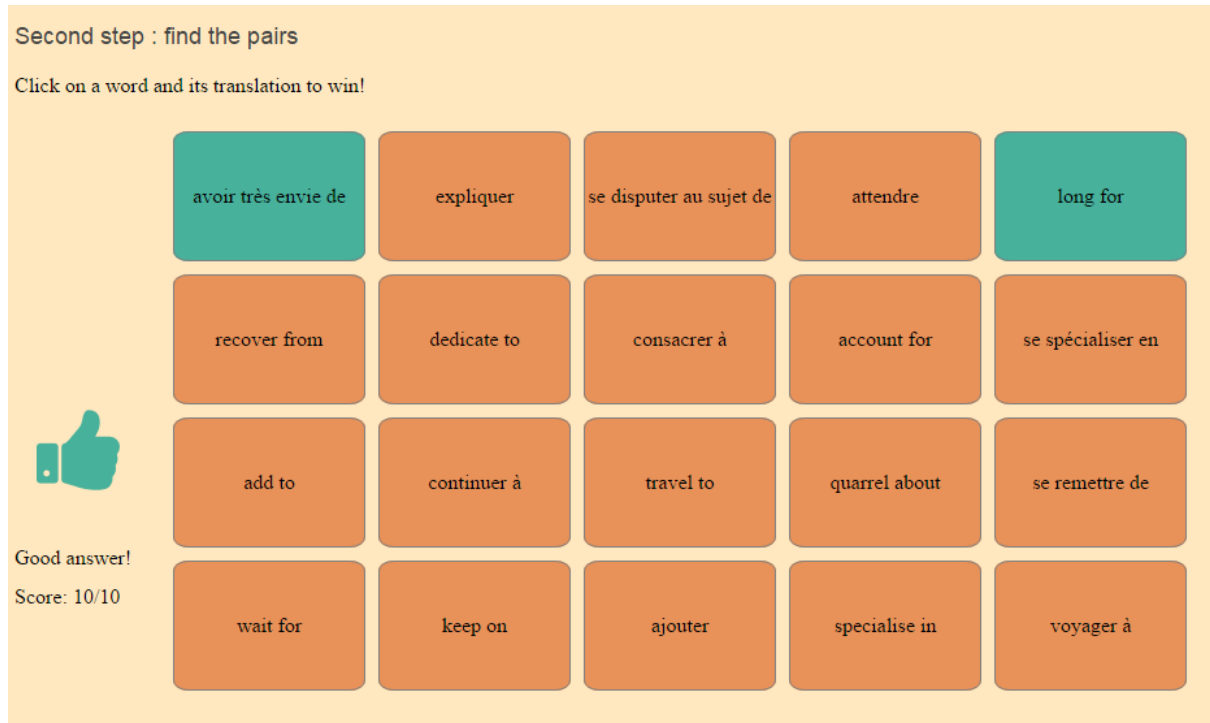 Second step : find the pairs
Click on a word and its translation to win!
avoir très envie de
expliquer
se disputer au sujet de
attendre
long for
recover from
dedicate to
consacrer à
account for
se spécialiser en
add to
continuer à
travel to
quarrel about
se remettre de
Good answer!
Score: 10/10
wait for
keep on
ajouter
specialise in
voyager à